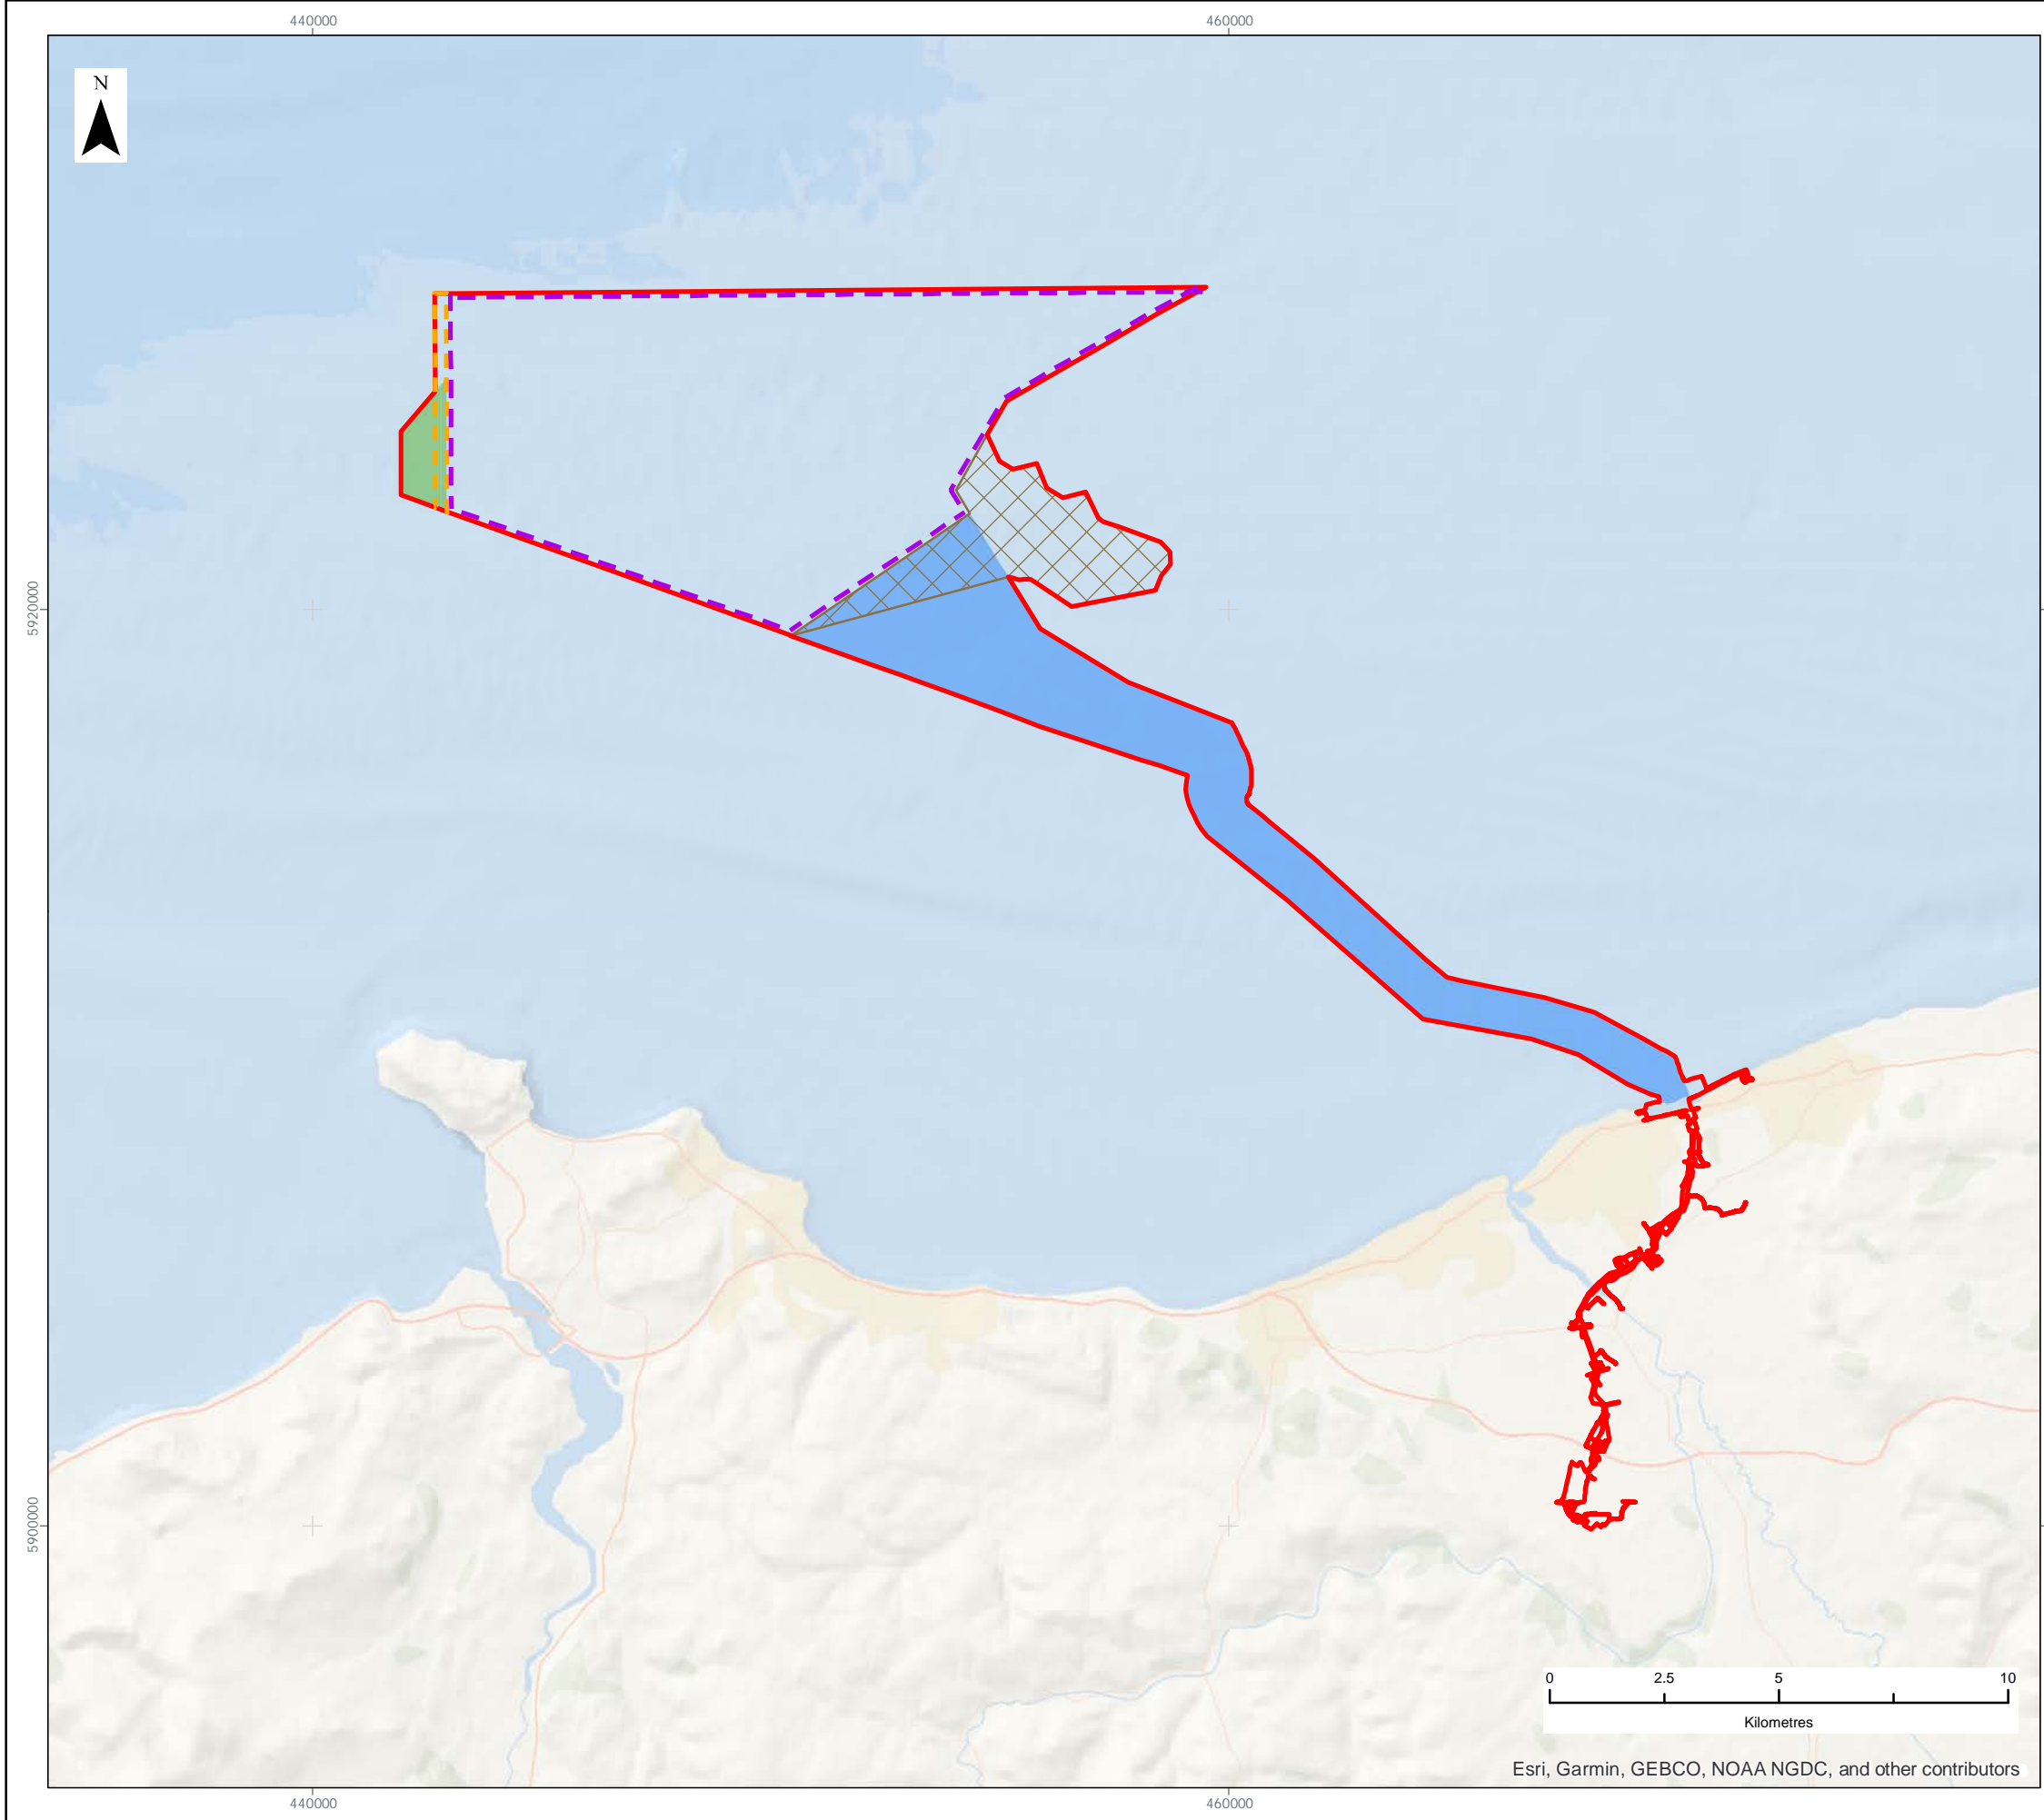 440000 460000
N
5920000
5900000
0 2.5 5 10
Kilometres
Esri, Garmin, GEBCO, NOAA NGDC, and other contributors
440000 460000